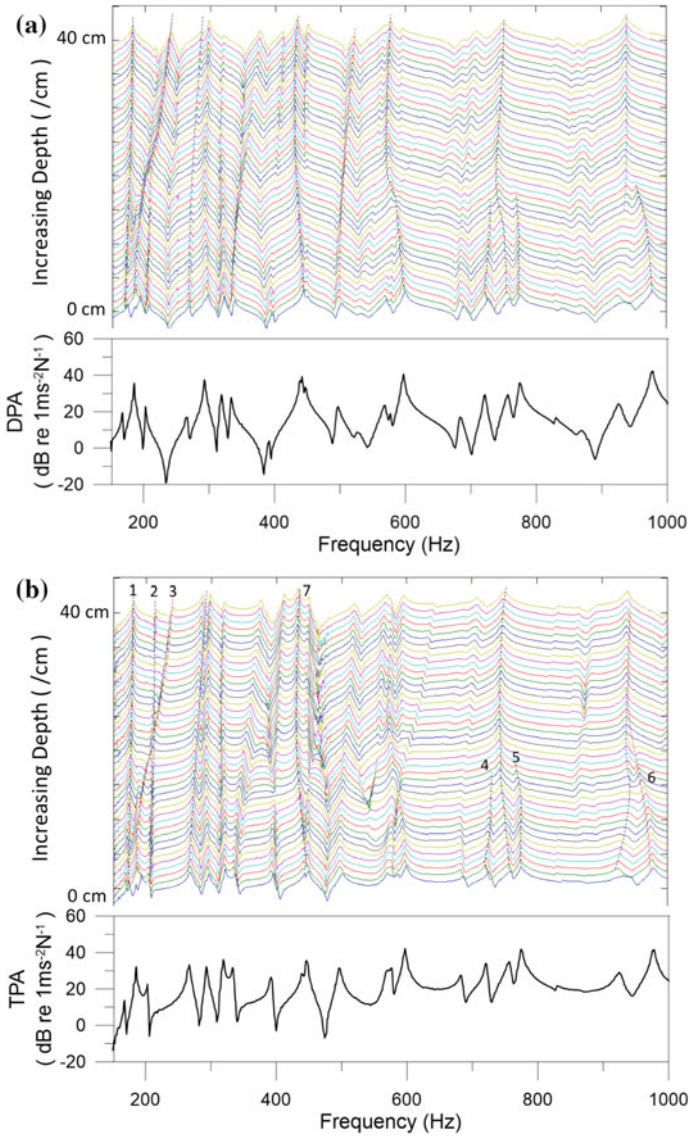 (a)
40 cm
Increasing Depth ( /cm)
0 cm
60
40
20
0
-20
DPA
( dB re 1ms⁻²N⁻¹)
200
400
600
800
1000
Frequency (Hz)
(b)
1
2
3
7
40 cm
Increasing Depth ( /cm)
4
5
6
0 cm
60
40
20
0
-20
TPA
( dB re 1ms⁻²N⁻¹)
200
400
600
800
1000
Frequency (Hz)